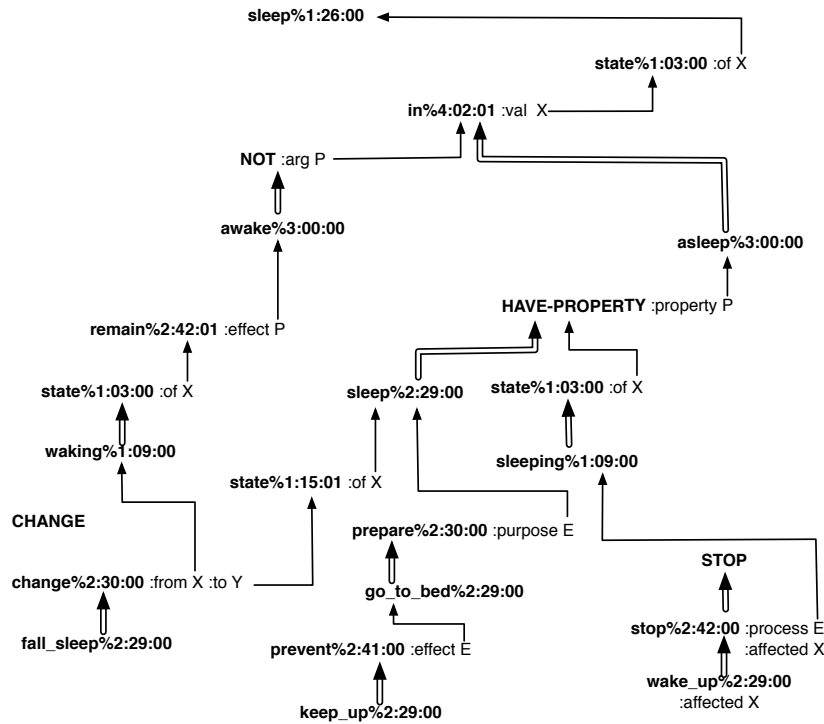 sleep%1:26:00
state%1:03:00 :of X
in%4:02:01 :val X
NOT :arg P
awake%3:00:00
asleep%3:00:00
HAVE-PROPERTY :property P
remain%2:42:01 :effect P
state%1:03:00 :of X
sleep%2:29:00
state%1:03:00 :of X
waking%1:09:00
sleeping%1:09:00
state%1:15:01 :of X
CHANGE
prepare%2:30:00 :purpose E
STOP
change%2:30:00 :from X :to Y
go_to_bed%2:29:00
stop%2:42:00 :process E
:affected X
fall_sleep%2:29:00
prevent%2:41:00 :effect E
wake_up%2:29:00
:affected X
keep_up%2:29:00